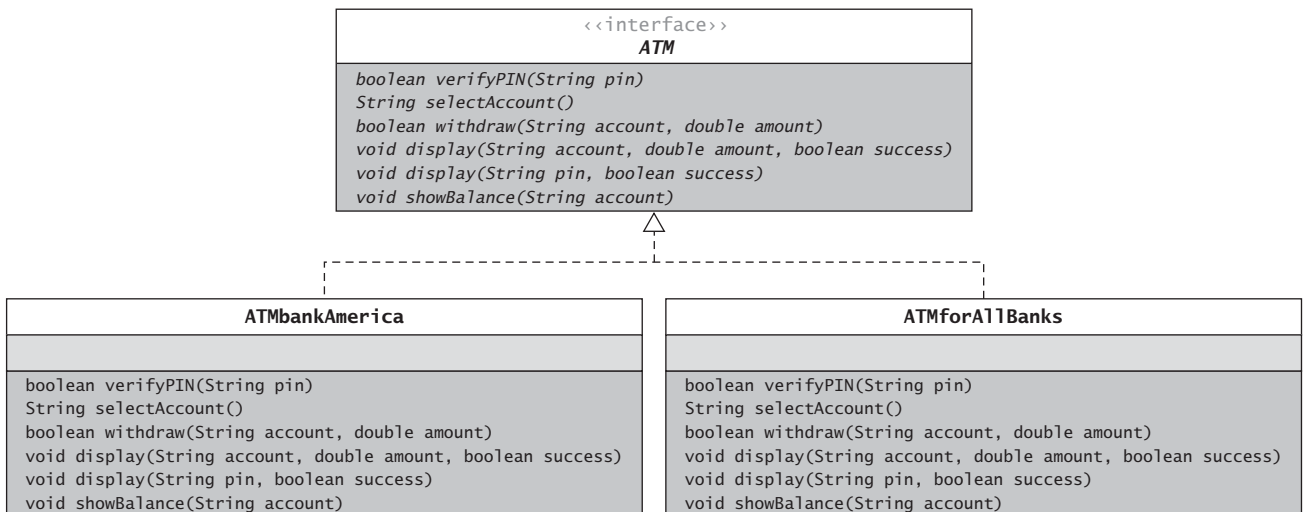 ‹‹interface››
ATM
boolean verifyPIN(String pin)
String selectAccount()
boolean withdraw(String account, double amount)
void display(String account, double amount, boolean success)
void display(String pin, boolean success)
void showBalance(String account)
ATMbankAmerica
boolean verifyPIN(String pin)
String selectAccount()
boolean withdraw(String account, double amount)
void display(String account, double amount, boolean success)
void display(String pin, boolean success)
void showBalance(String account)
ATMforAllBanks
boolean verifyPIN(String pin)
String selectAccount()
boolean withdraw(String account, double amount)
void display(String account, double amount, boolean success)
void display(String pin, boolean success)
void showBalance(String account)